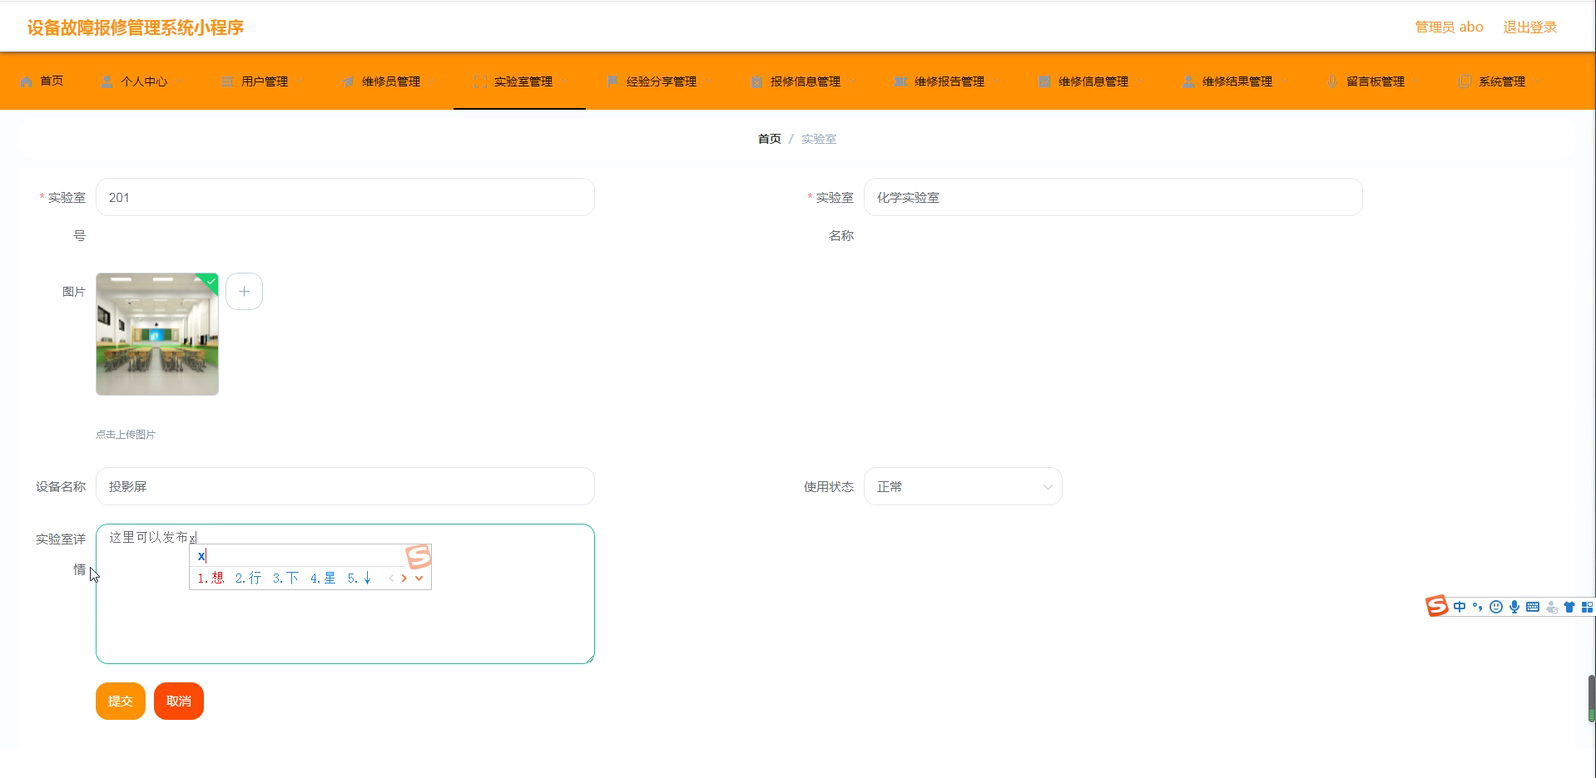 设备故障报修管理系统小程序
管理员 abo 退出登录
首页 个人中心 用户管理 维修员管理 实验室管理 经验分享管理 报修信息管理 维修报告管理 维修信息管理 维修结果管理 留言板管理 系统管理
首页 / 实验室
* 实验室号 201
* 实验室名称 化学实验室
图片
点击上传图片
设备名称 投影屏
使用状态 正常
实验室详情 这里可以发布x
x
1.想 2.行 3.下 4.星 5.↓
中
提交 取消